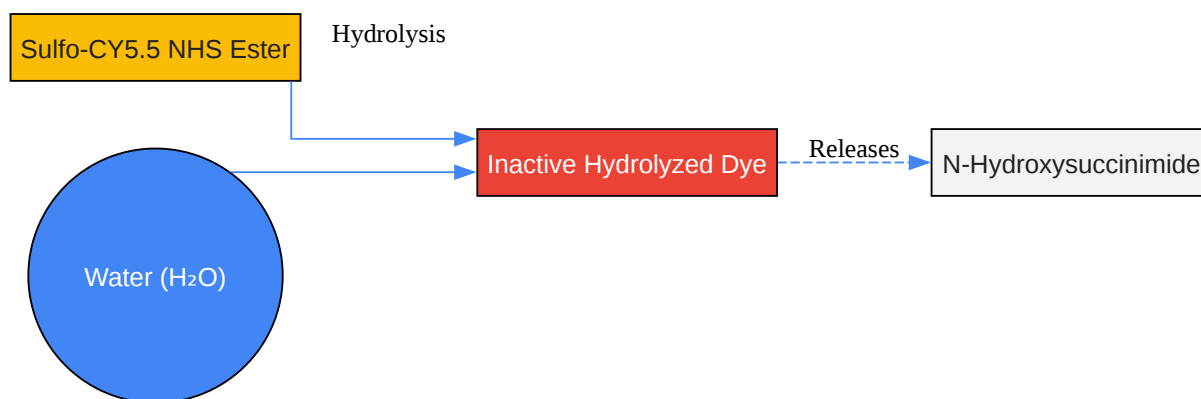 Sulfo-CY5.5 NHS Ester
Hydrolysis
Inactive Hydrolyzed Dye
Releases
N-Hydroxysuccinimide
Water (H₂O)